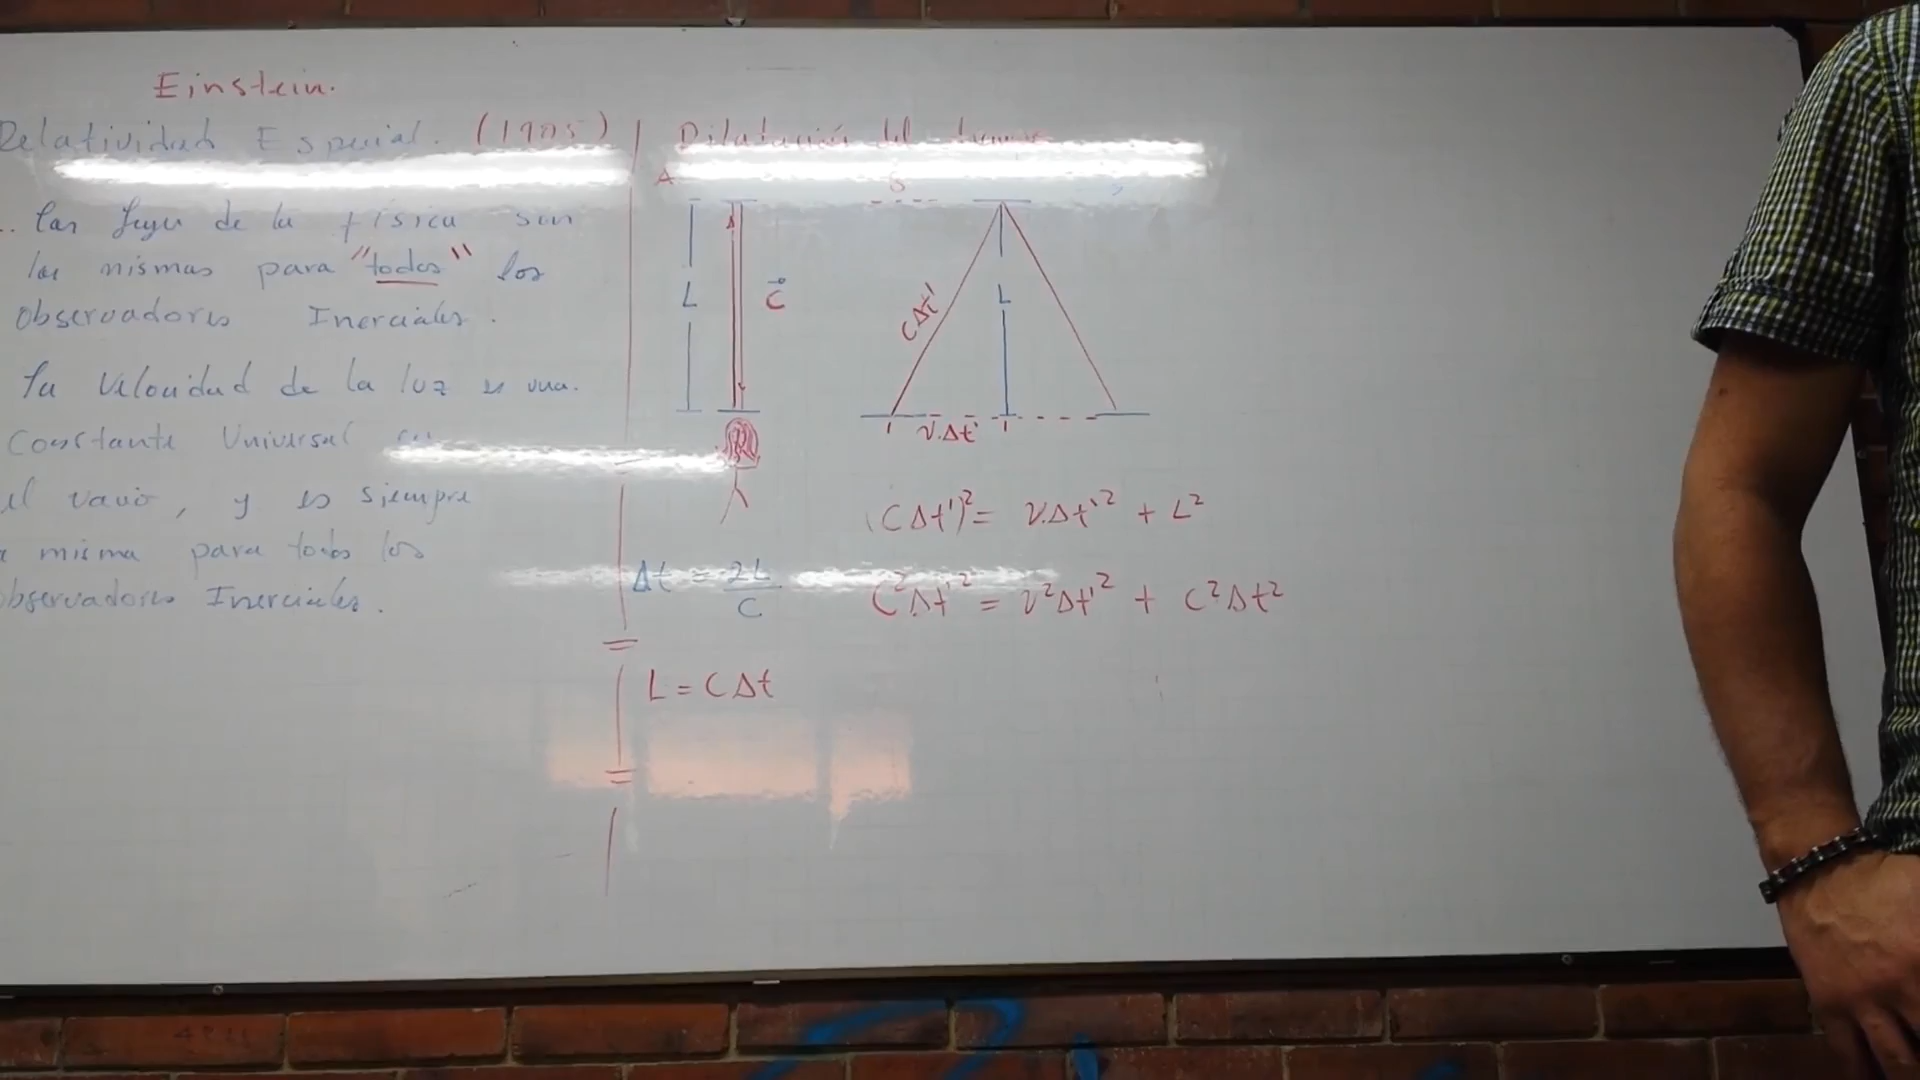 Einstein.
Relatividad Especial. (1905)
Las leyes de la física son
las mismas para "todos" los
Observadores Inerciales.
La Velocidad de la luz es una.
Constante Universal en
el vacio, y es siempre
misma para todos los
Observadores Inerciales.
Dilatación del tiempo
A B
L C⃗
Δt = 2L/C
L = CΔt
CΔt' L
V.Δt'
(CΔt')² = V.Δt'² + L²
C²Δt'² = V²Δt'² + C²Δt²